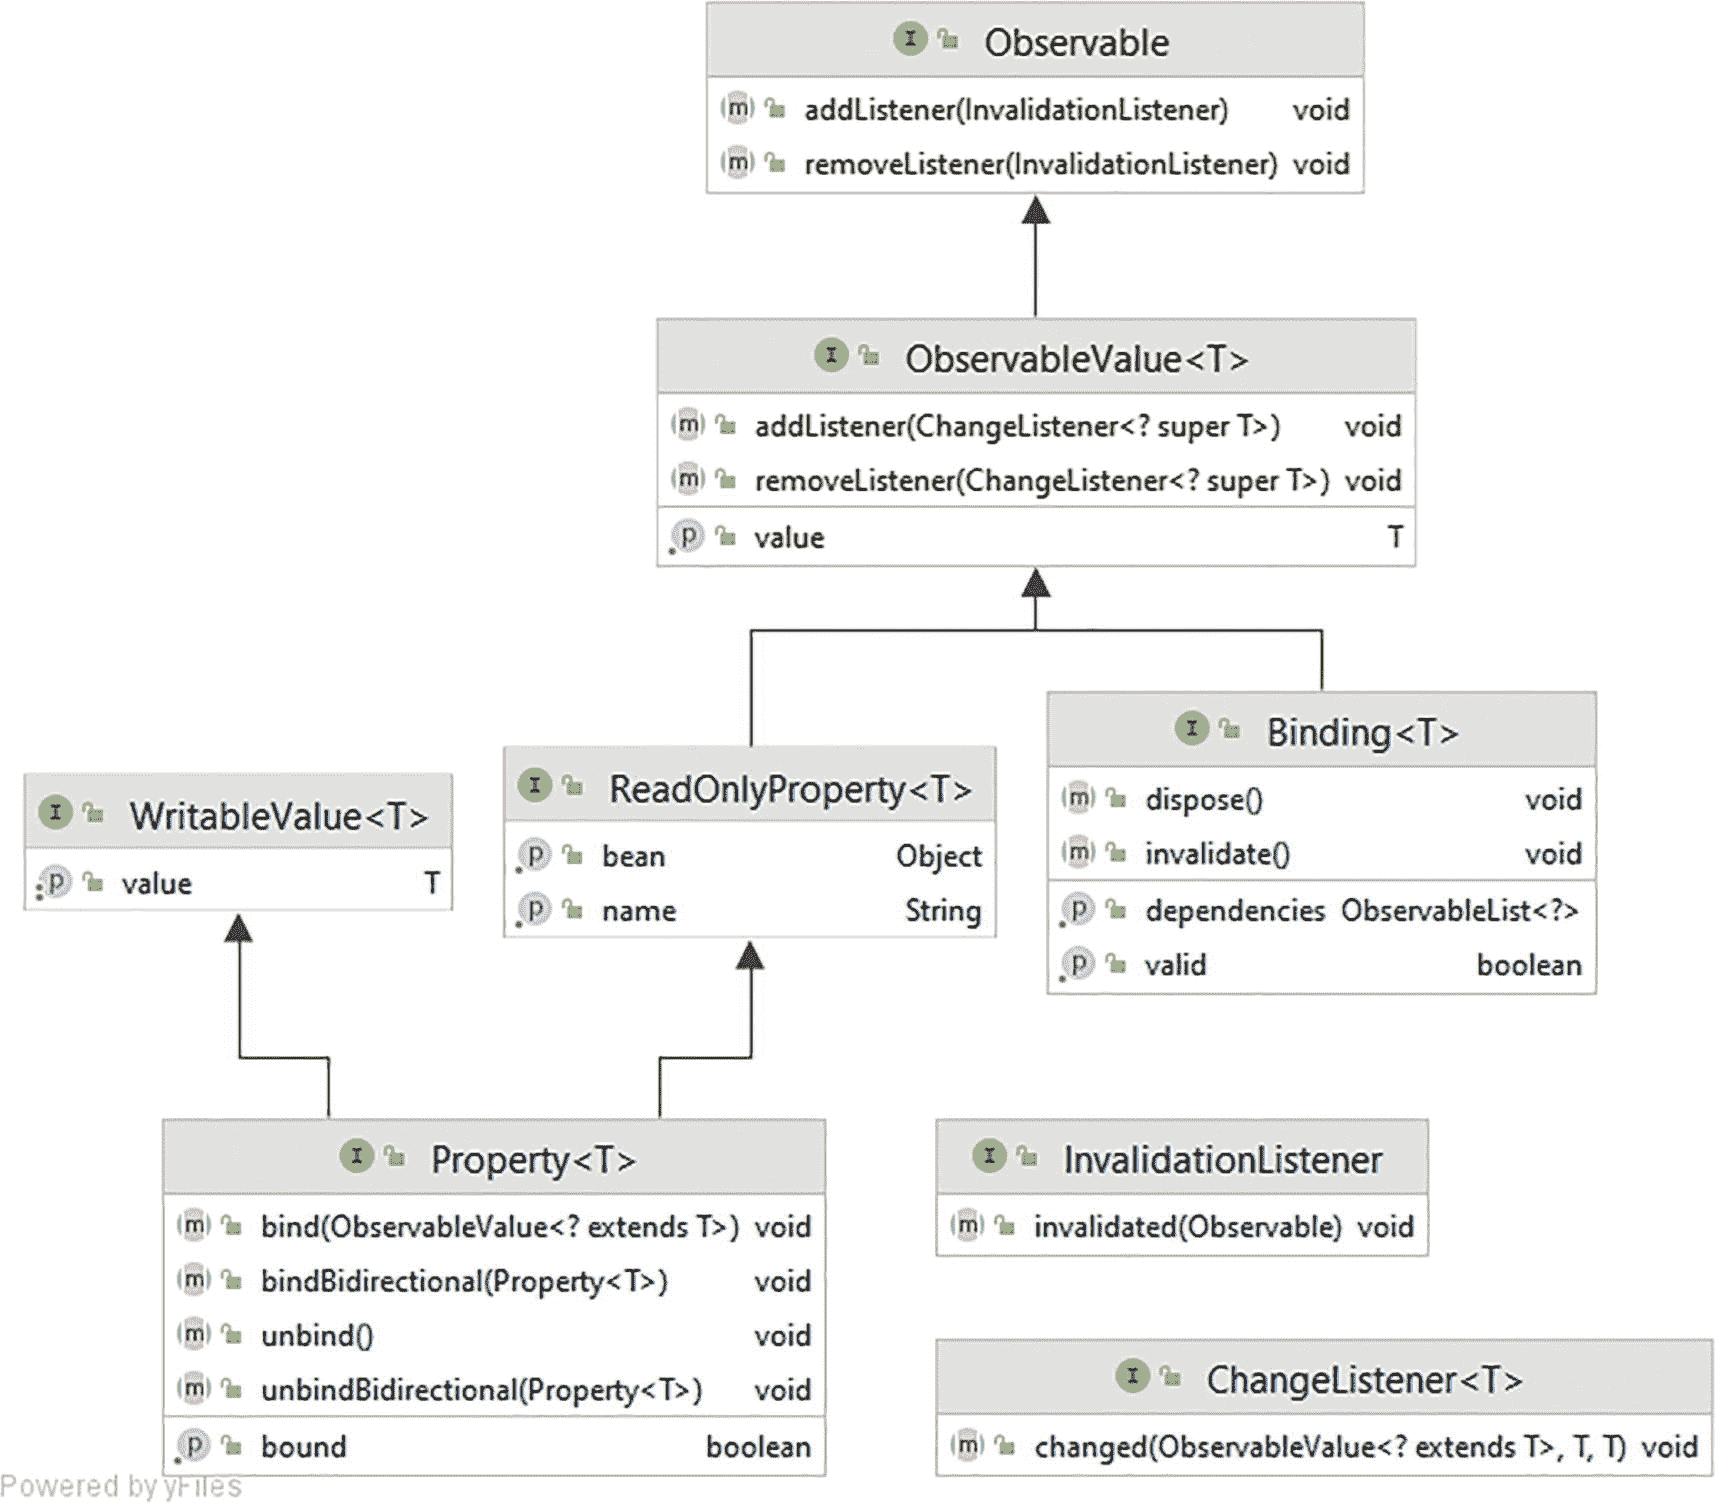 Observable
addListener(InvalidationListener) void
removeListener(InvalidationListener) void
ObservableValue<T>
addListener(ChangeListener<? super T>) void
removeListener(ChangeListener<? super T>) void
value T
WritableValue<T>
value T
ReadOnlyProperty<T>
bean Object
name String
Binding<T>
dispose() void
invalidate() void
dependencies ObservableList<?>
valid boolean
Property<T>
bind(ObservableValue<? extends T>) void
bindBidirectional(Property<T>) void
unbind() void
unbindBidirectional(Property<T>) void
bound boolean
InvalidationListener
invalidated(Observable) void
ChangeListener<T>
changed(ObservableValue<? extends T>, T, T) void
Powered by yFiles